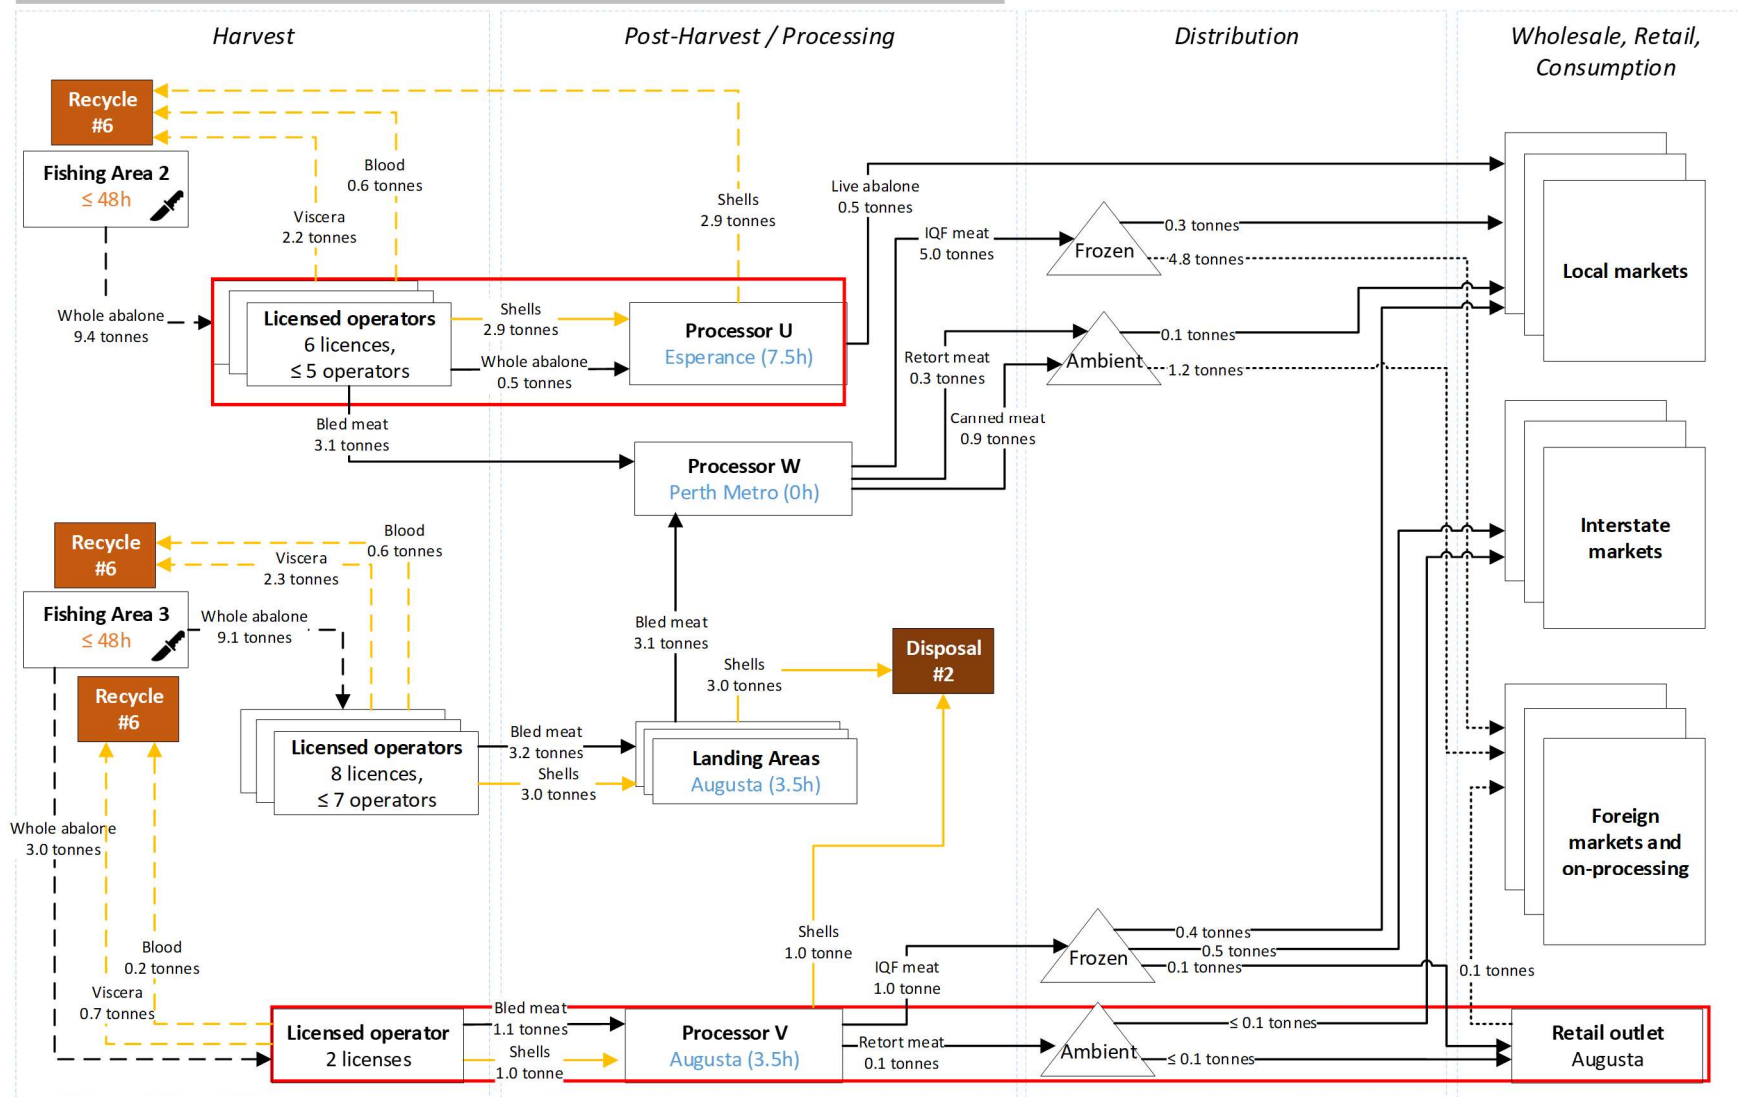 Harvest
Post-Harvest / Processing
Distribution
Wholesale, Retail,
Consumption
Recycle
#6
Fishing Area 2
≤ 48h
Blood
0.6 tonnes
Viscera
2.2 tonnes
Shells
2.9 tonnes
Live abalone
0.5 tonnes
IQF meat
5.0 tonnes
Frozen
0.3 tonnes
4.8 tonnes
Local markets
Whole abalone
9.4 tonnes
Licensed operators
6 licences,
≤ 5 operators
Shells
2.9 tonnes
Whole abalone
0.5 tonnes
Processor U
Esperance (7.5h)
Retort meat
0.3 tonnes
Ambient
0.1 tonnes
1.2 tonnes
Canned meat
0.9 tonnes
Bled meat
3.1 tonnes
Processor W
Perth Metro (0h)
Interstate
markets
Recycle
#6
Blood
0.6 tonnes
Viscera
2.3 tonnes
Fishing Area 3
≤ 48h
Whole abalone
9.1 tonnes
Bled meat
3.1 tonnes
Shells
3.0 tonnes
Disposal
#2
Recycle
#6
Licensed operators
8 licences,
≤ 7 operators
Bled meat
3.2 tonnes
Shells
3.0 tonnes
Landing Areas
Augusta (3.5h)
Foreign
markets and
on-processing
Whole abalone
3.0 tonnes
Blood
0.2 tonnes
Viscera
0.7 tonnes
Shells
1.0 tonne
IQF meat
1.0 tonne
Frozen
0.4 tonnes
0.5 tonnes
0.1 tonnes
0.1 tonnes
Licensed operator
2 licenses
Bled meat
1.1 tonnes
Shells
1.0 tonne
Processor V
Augusta (3.5h)
Retort meat
0.1 tonnes
Ambient
≤ 0.1 tonnes
≤ 0.1 tonnes
Retail outlet
Augusta